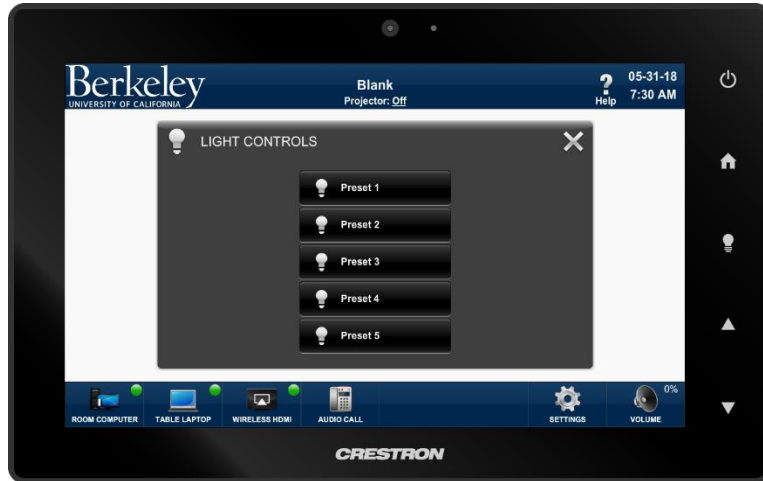 Berkeley
UNIVERSITY OF CALIFORNIA
Blank
Projector: Off
?
Help
05-31-18
7:30 AM
LIGHT CONTROLS
Preset 1
Preset 2
Preset 3
Preset 4
Preset 5
ROOM COMPUTER
TABLE LAPTOP
WIRELESS HDMI
AUDIO CALL
SETTINGS
0%
VOLUME
CRESTRON